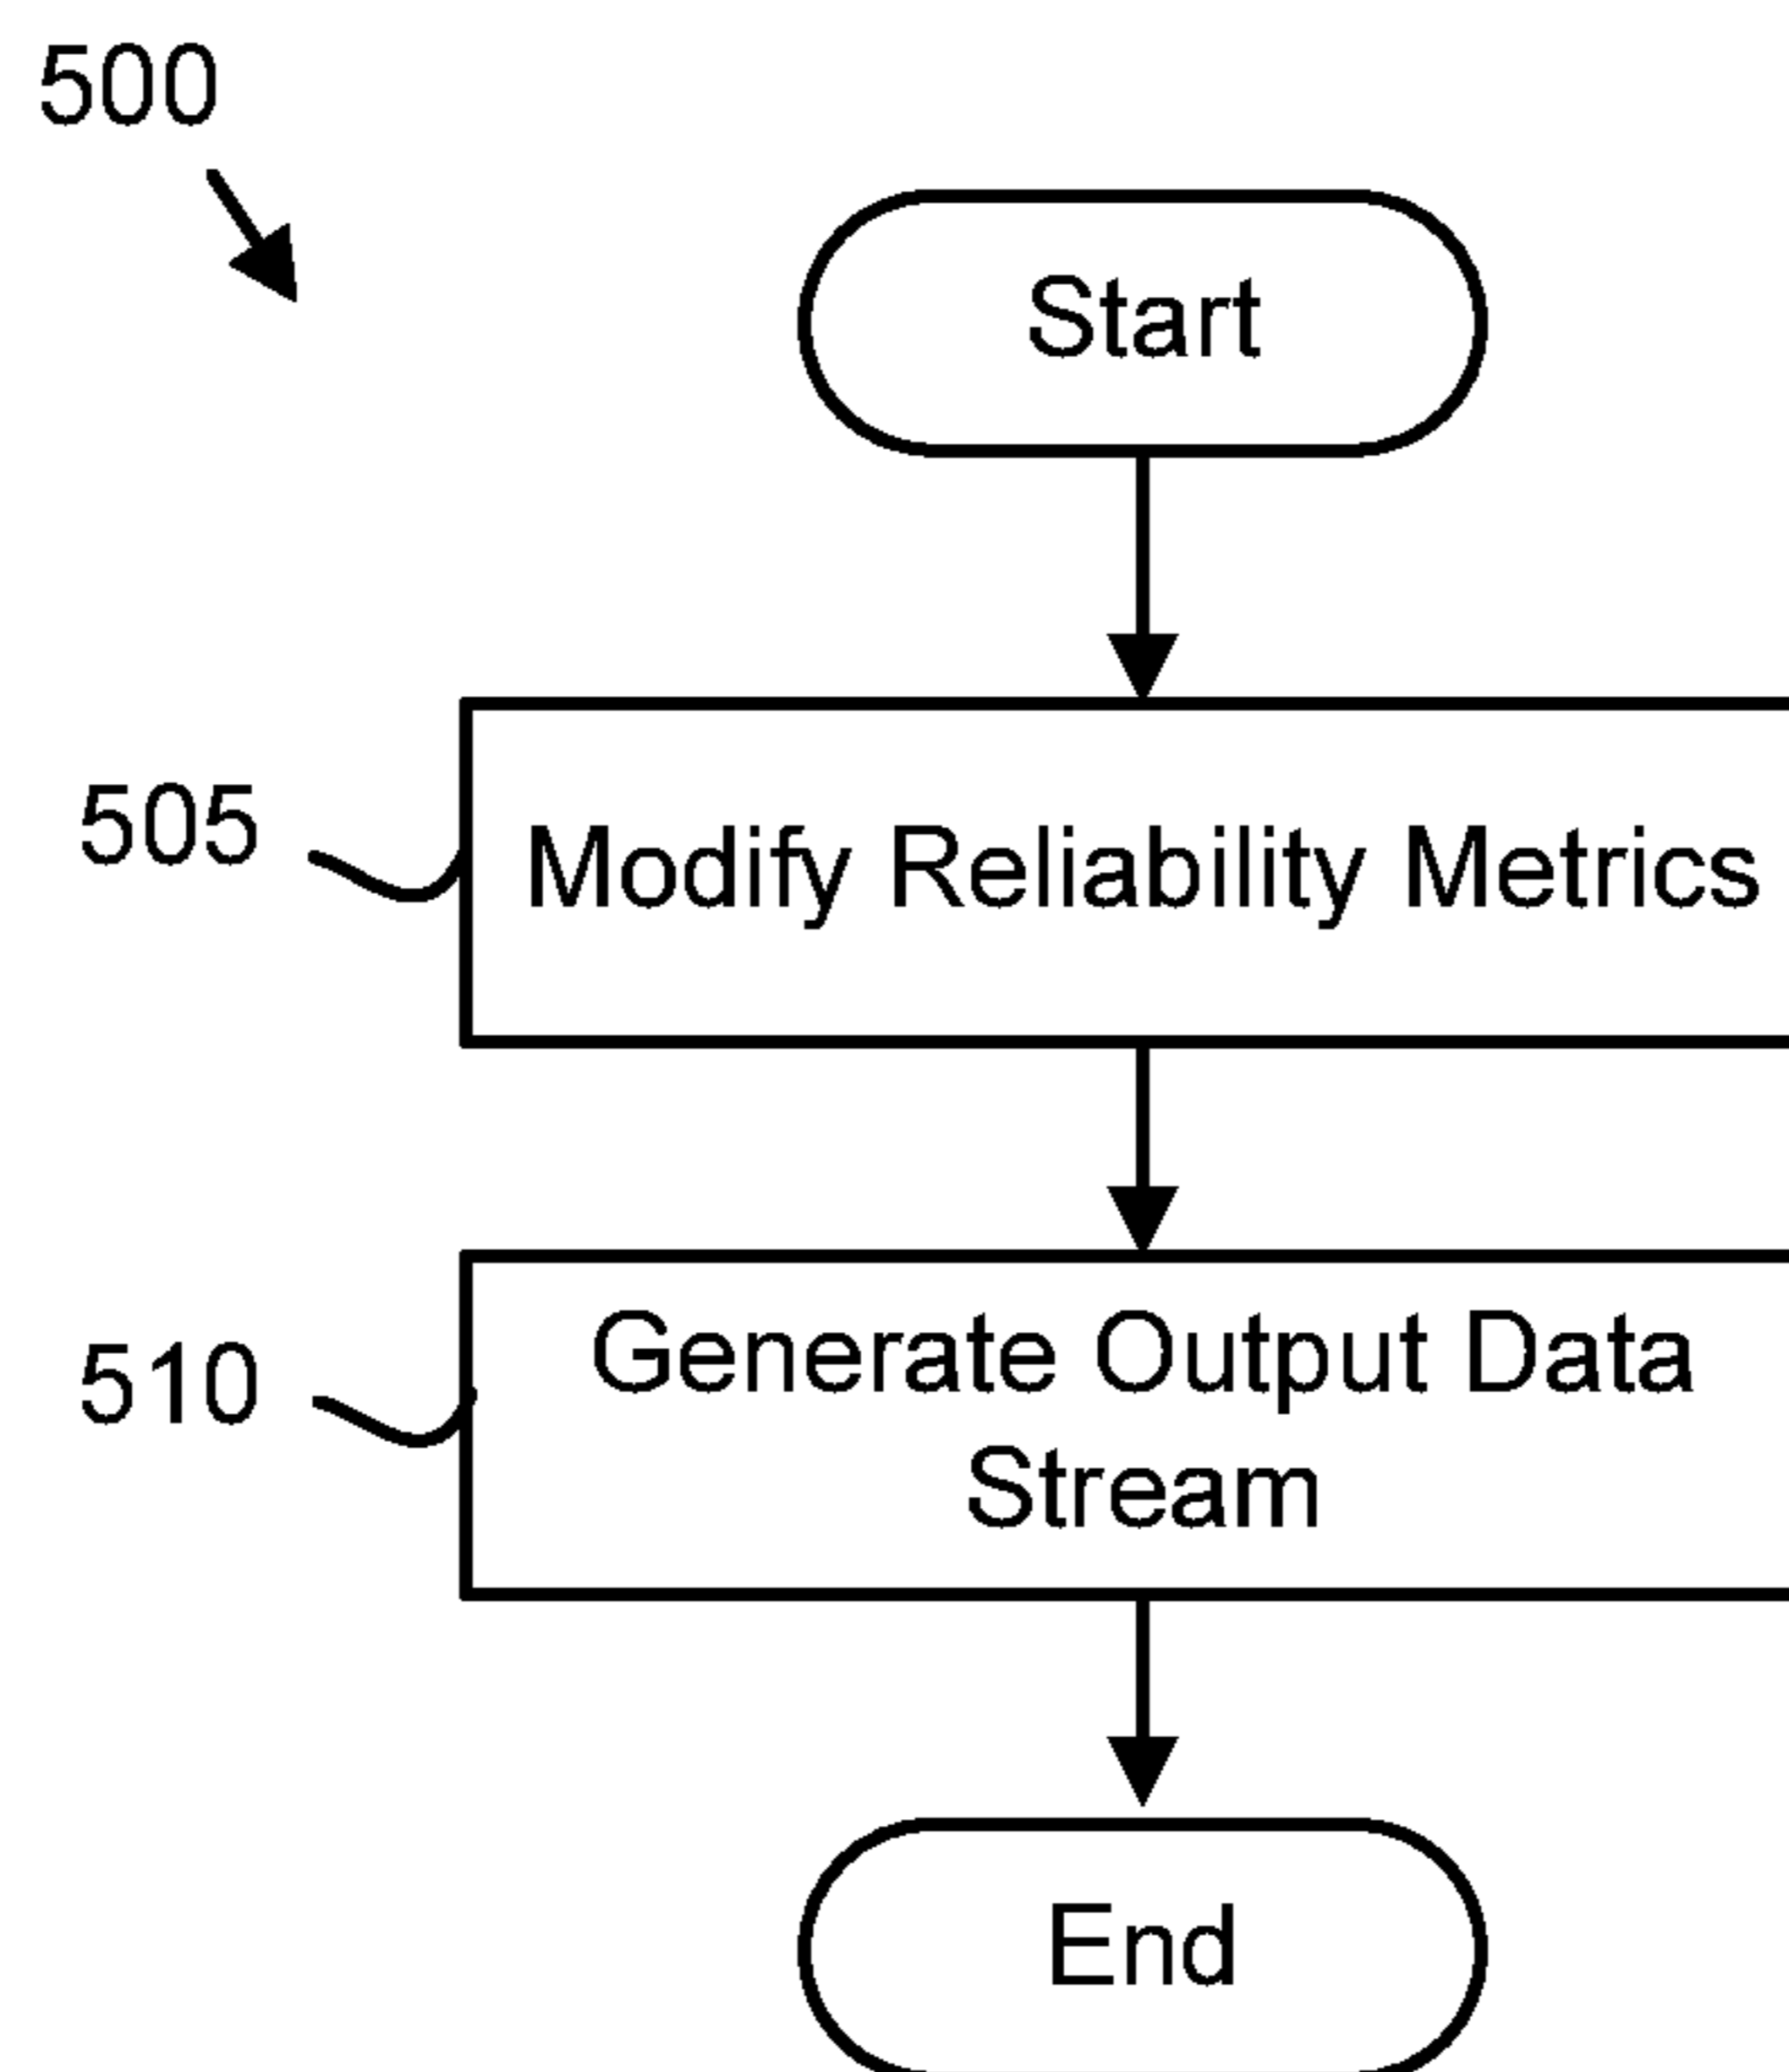 500
Start
505
Modify Reliability Metrics
510
Generate Output Data
Stream
End